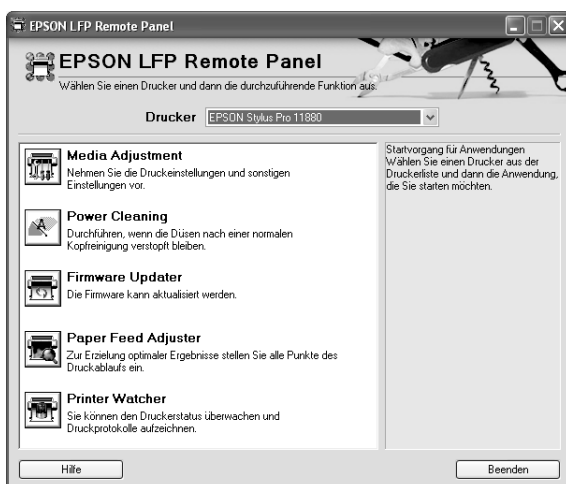 EPSON LFP Remote Panel
EPSON LFP Remote Panel
Wählen Sie einen Drucker und dann die durchzuführende Funktion aus.
Drucker EPSON Stylus Pro 11880
Media Adjustment
Nehmen Sie die Druckeinstellungen und sonstigen
Einstellungen vor.
Power Cleaning
Durchführen, wenn die Düsen nach einer normalen
Kopfreinigung verstopft bleiben.
Firmware Updater
Die Firmware kann aktualisiert werden.
Paper Feed Adjuster
Zur Erzielung optimaler Ergebnisse stellen Sie alle Punkte des
Druckablaufs ein.
Printer Watcher
Sie können den Druckerstatus überwachen und
Druckprotokolle aufzeichnen.
Startvorgang für Anwendungen
Wählen Sie einen Drucker aus der
Druckerliste und dann die Anwendung,
die Sie starten möchten.
Hilfe
Beenden